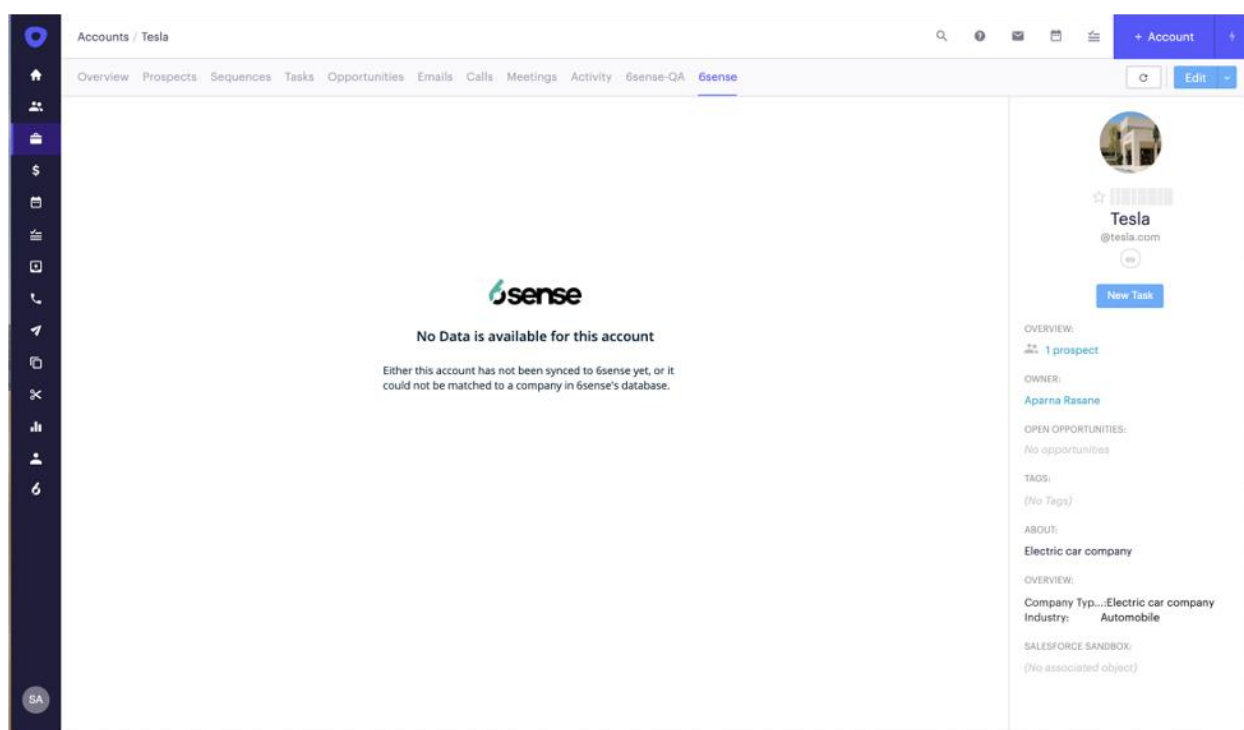 Accounts / Tesla
+ Account
Overview Prospects Sequences Tasks Opportunities Emails Calls Meetings Activity 6sense-QA 6sense
Edit
6sense
No Data is available for this account
Either this account has not been synced to 6sense yet, or it
could not be matched to a company in 6sense's database.
Tesla
@tesla.com
New Task
OVERVIEW:
1 prospect
OWNER:
Aparna Rasane
OPEN OPPORTUNITIES:
No opportunities
TAGS:
(No Tags)
ABOUT:
Electric car company
OVERVIEW:
Company Typ...:Electric car company
Industry: Automobile
SALESFORCE SANDBOX:
(No associated object)
SA